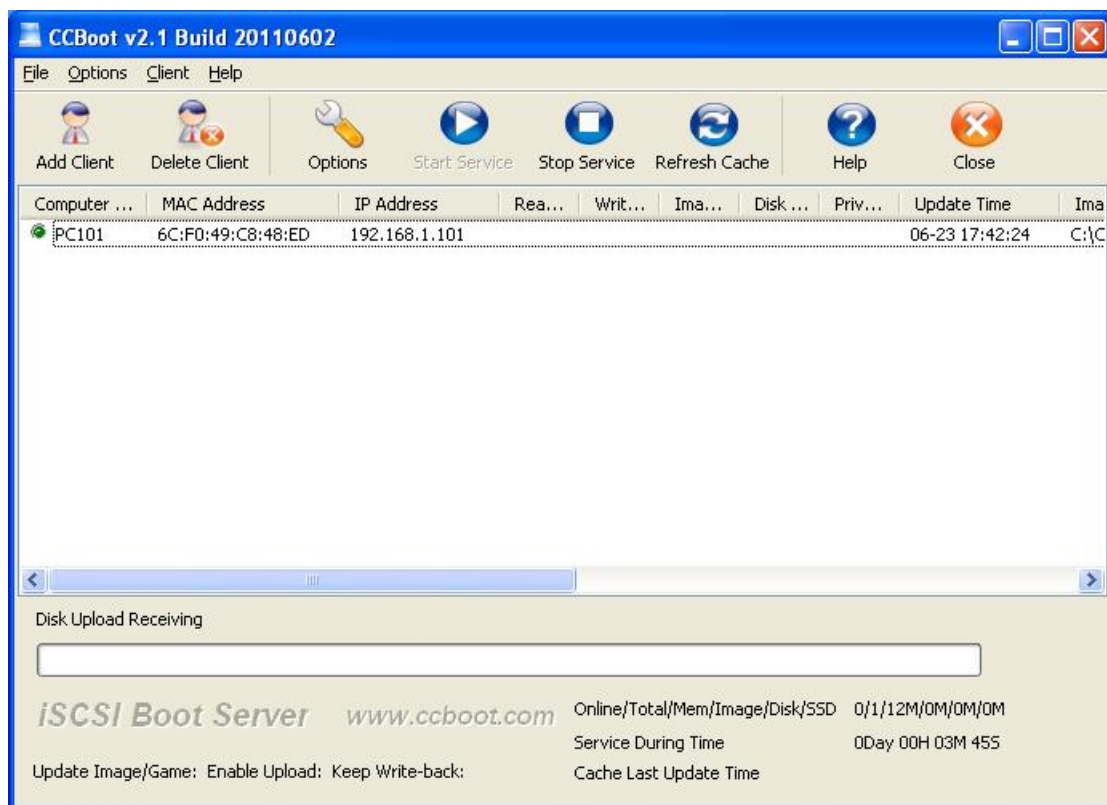 CCBoot v2.1 Build 20110602
File Options Client Help
Add Client Delete Client Options Start Service Stop Service Refresh Cache Help Close
Computer ... MAC Address IP Address Rea... Writ... Ima... Disk ... Priv... Update Time Ima
PC101 6C:F0:49:C8:48:ED 192.168.1.101 06-23 17:42:24 C:\C
Disk Upload Receiving
iSCSI Boot Server www.ccboot.com Online/Total/Mem/Image/Disk/SSD 0/1/12M/0M/0M/0M
Service During Time 0Day 00H 03M 45S
Update Image/Game: Enable Upload: Keep Write-back: Cache Last Update Time